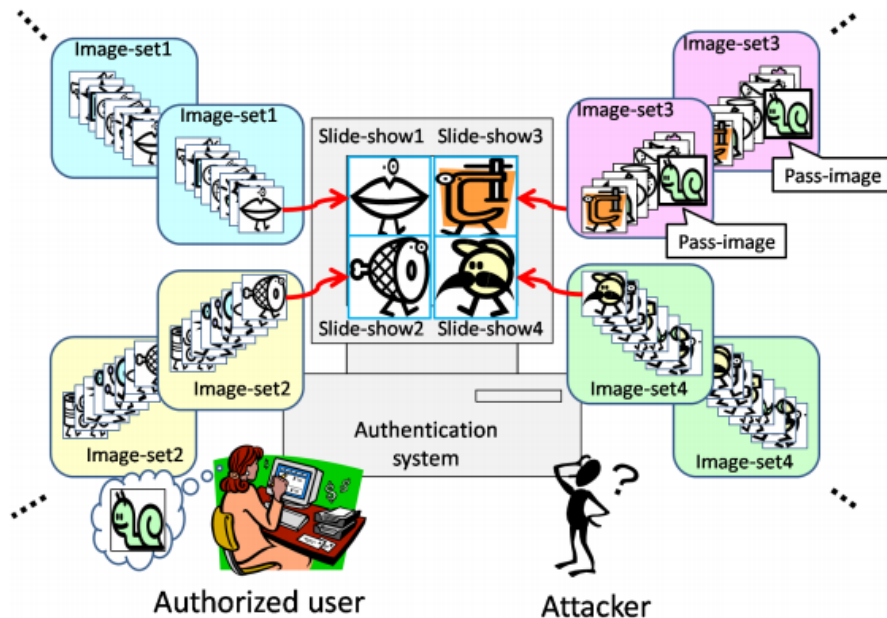 Image-set1
Image-set3
Image-set1
Image-set3
Slide-show1
Slide-show3
Pass-image
Pass-image
Slide-show2
Slide-show4
Image-set2
Image-set4
Image-set2
Image-set4
Authentication
system
$
$
?
Authorized user
Attacker